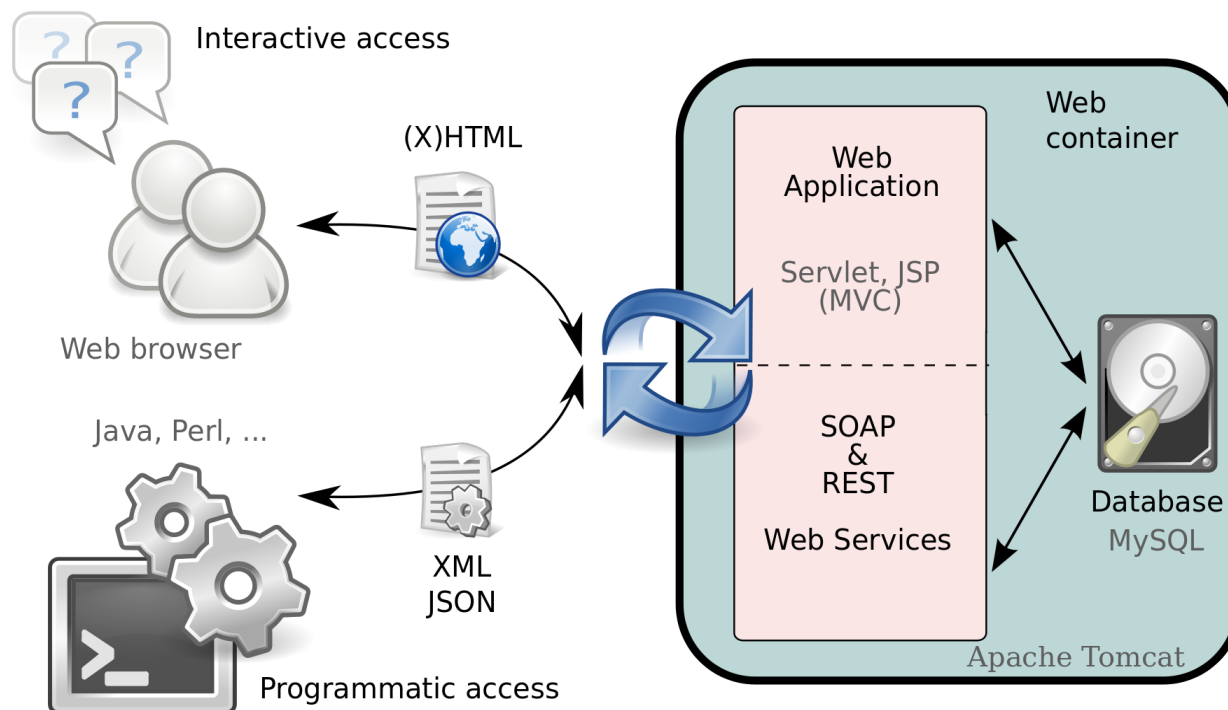 Interactive access
?
?
?
(X)HTML
Web browser
Java, Perl, ...
>_
XML
JSON
Programmatic access
Web
container
Web
Application
Servlet, JSP
(MVC)
SOAP
&
REST
Web Services
Database
MySQL
Apache Tomcat